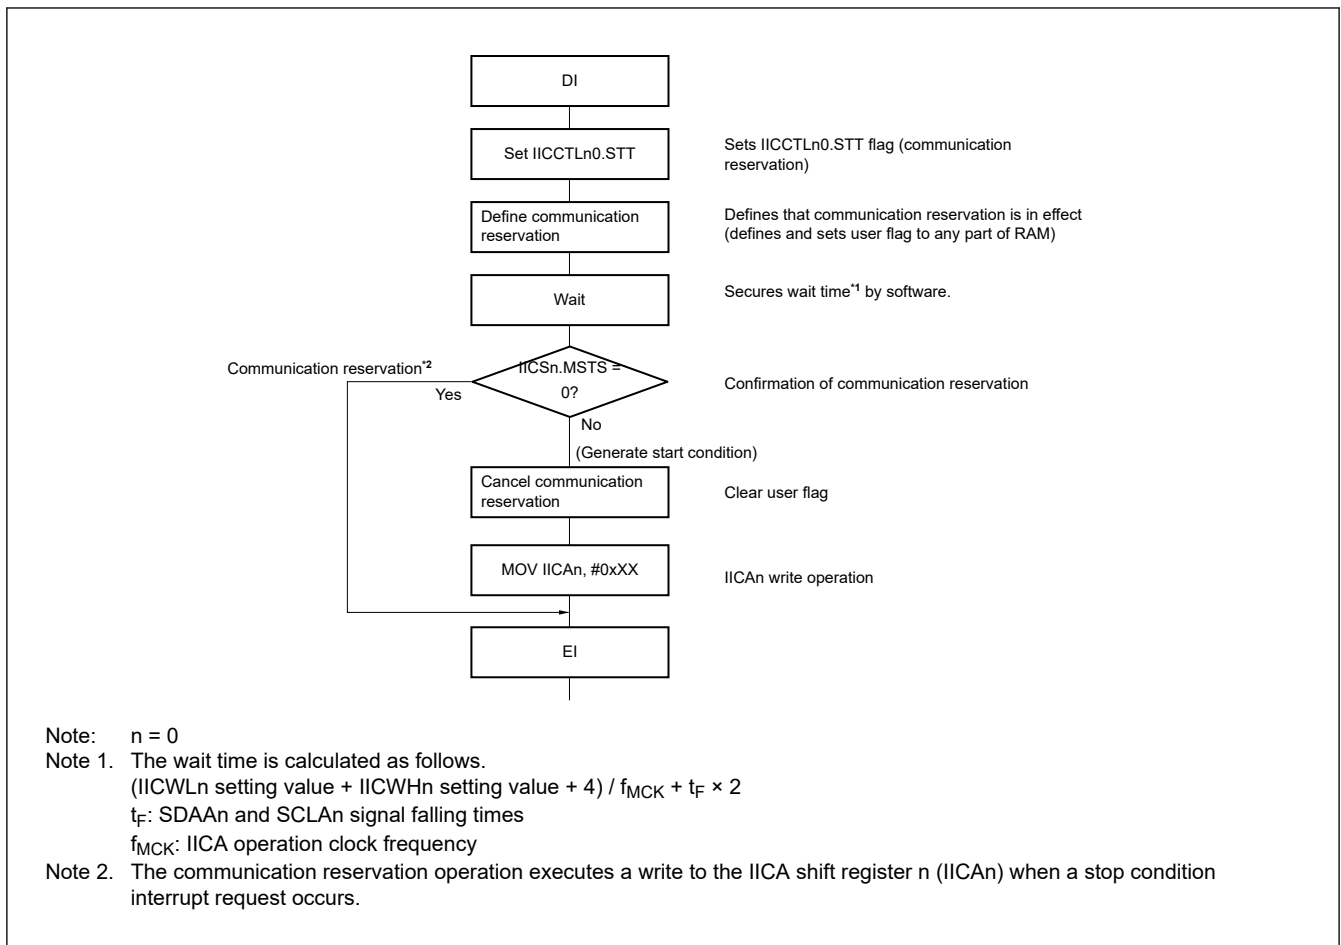 DI
Set IICCTLn0.STT
Sets IICCTLn0.STT flag (communication
reservation)
Define communication
reservation
Defines that communication reservation is in effect
(defines and sets user flag to any part of RAM)
Wait
Secures wait time*1 by software.
Communication reservation*2
Yes
IICSn.MSTS =
0?
Confirmation of communication reservation
No
(Generate start condition)
Cancel communication
reservation
Clear user flag
MOV IICAn, #0xXX
IICAn write operation
EI
Note: n = 0
Note 1. The wait time is calculated as follows.
(IICWLn setting value + IICWHn setting value + 4) / fMCK + tF × 2
tF: SDAAn and SCLAn signal falling times
fMCK: IICA operation clock frequency
Note 2. The communication reservation operation executes a write to the IICA shift register n (IICAn) when a stop condition
interrupt request occurs.